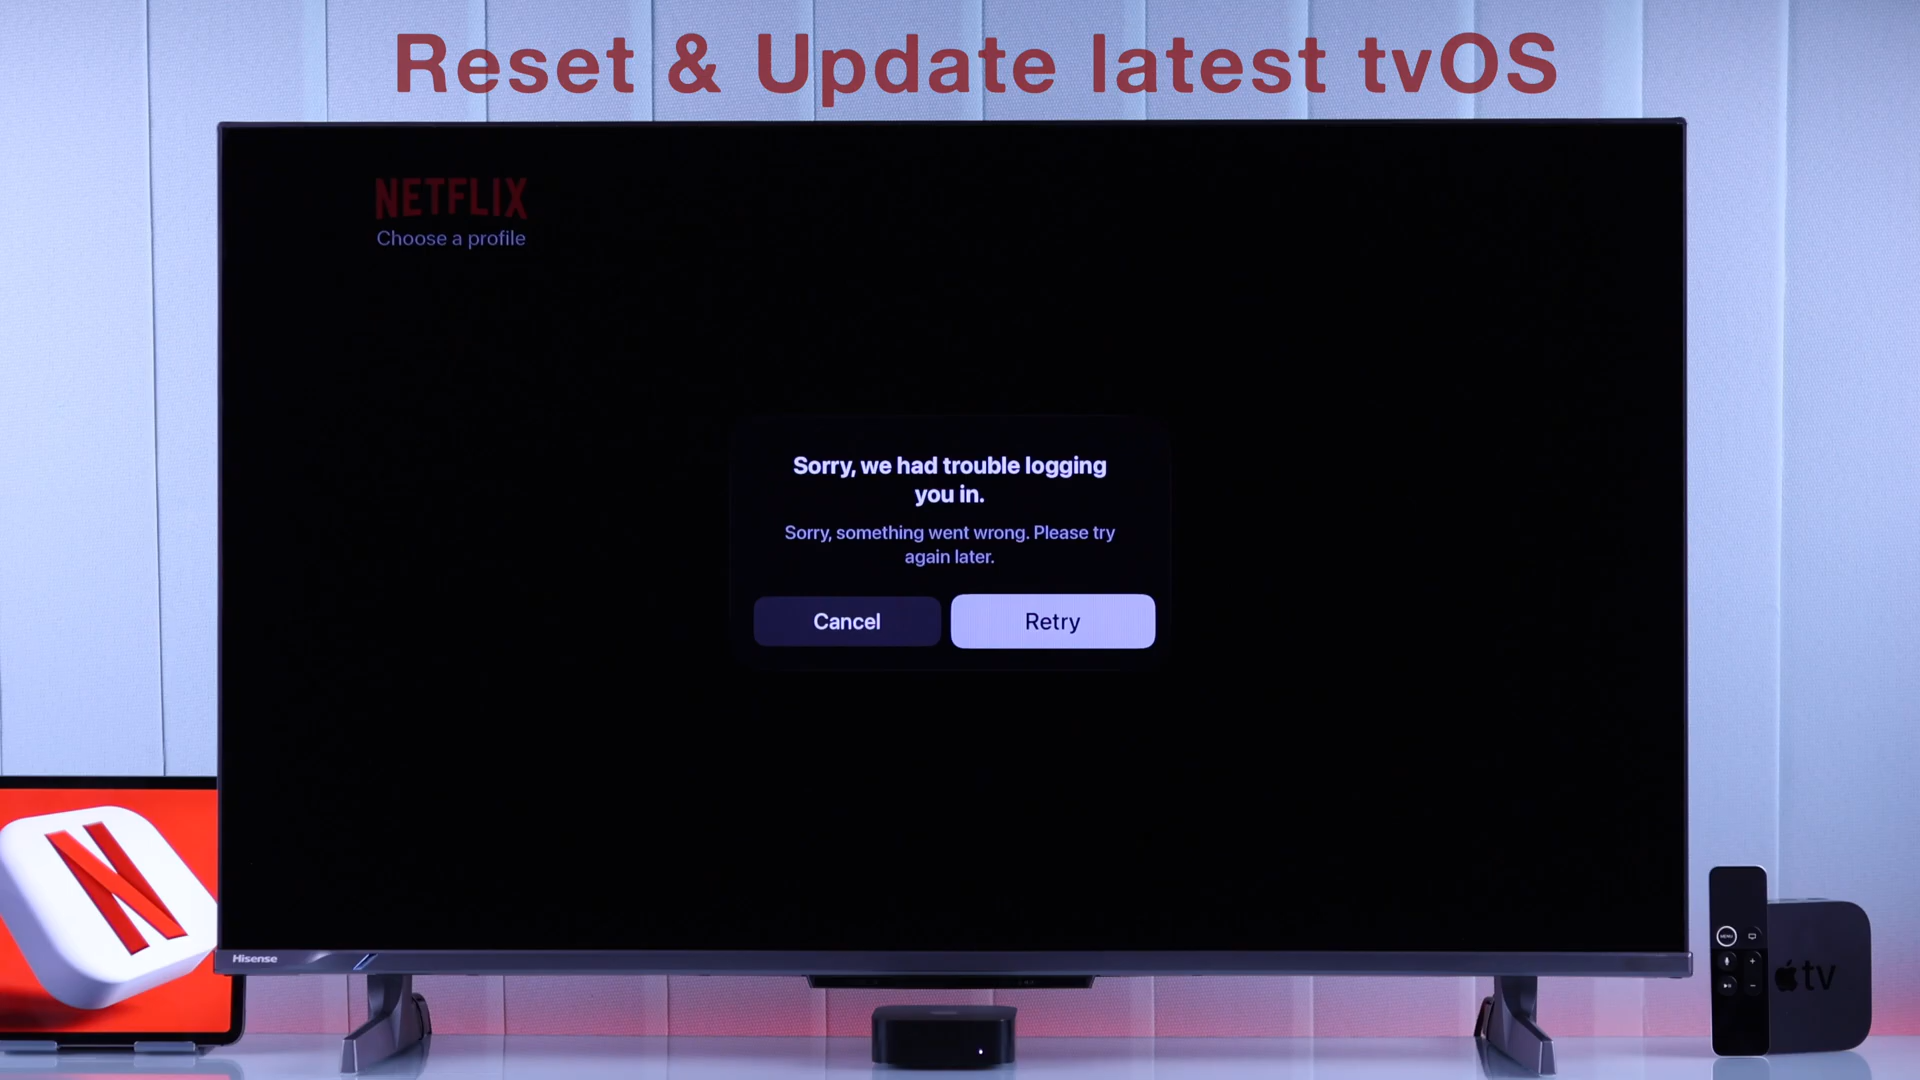 Reset & Update latest tvOS
NETFLIX
Choose a profile
Sorry, we had trouble logging
you in.
Sorry, something went wrong. Please try
again later.
Cancel
Retry
N
Hisense
MENU
tv